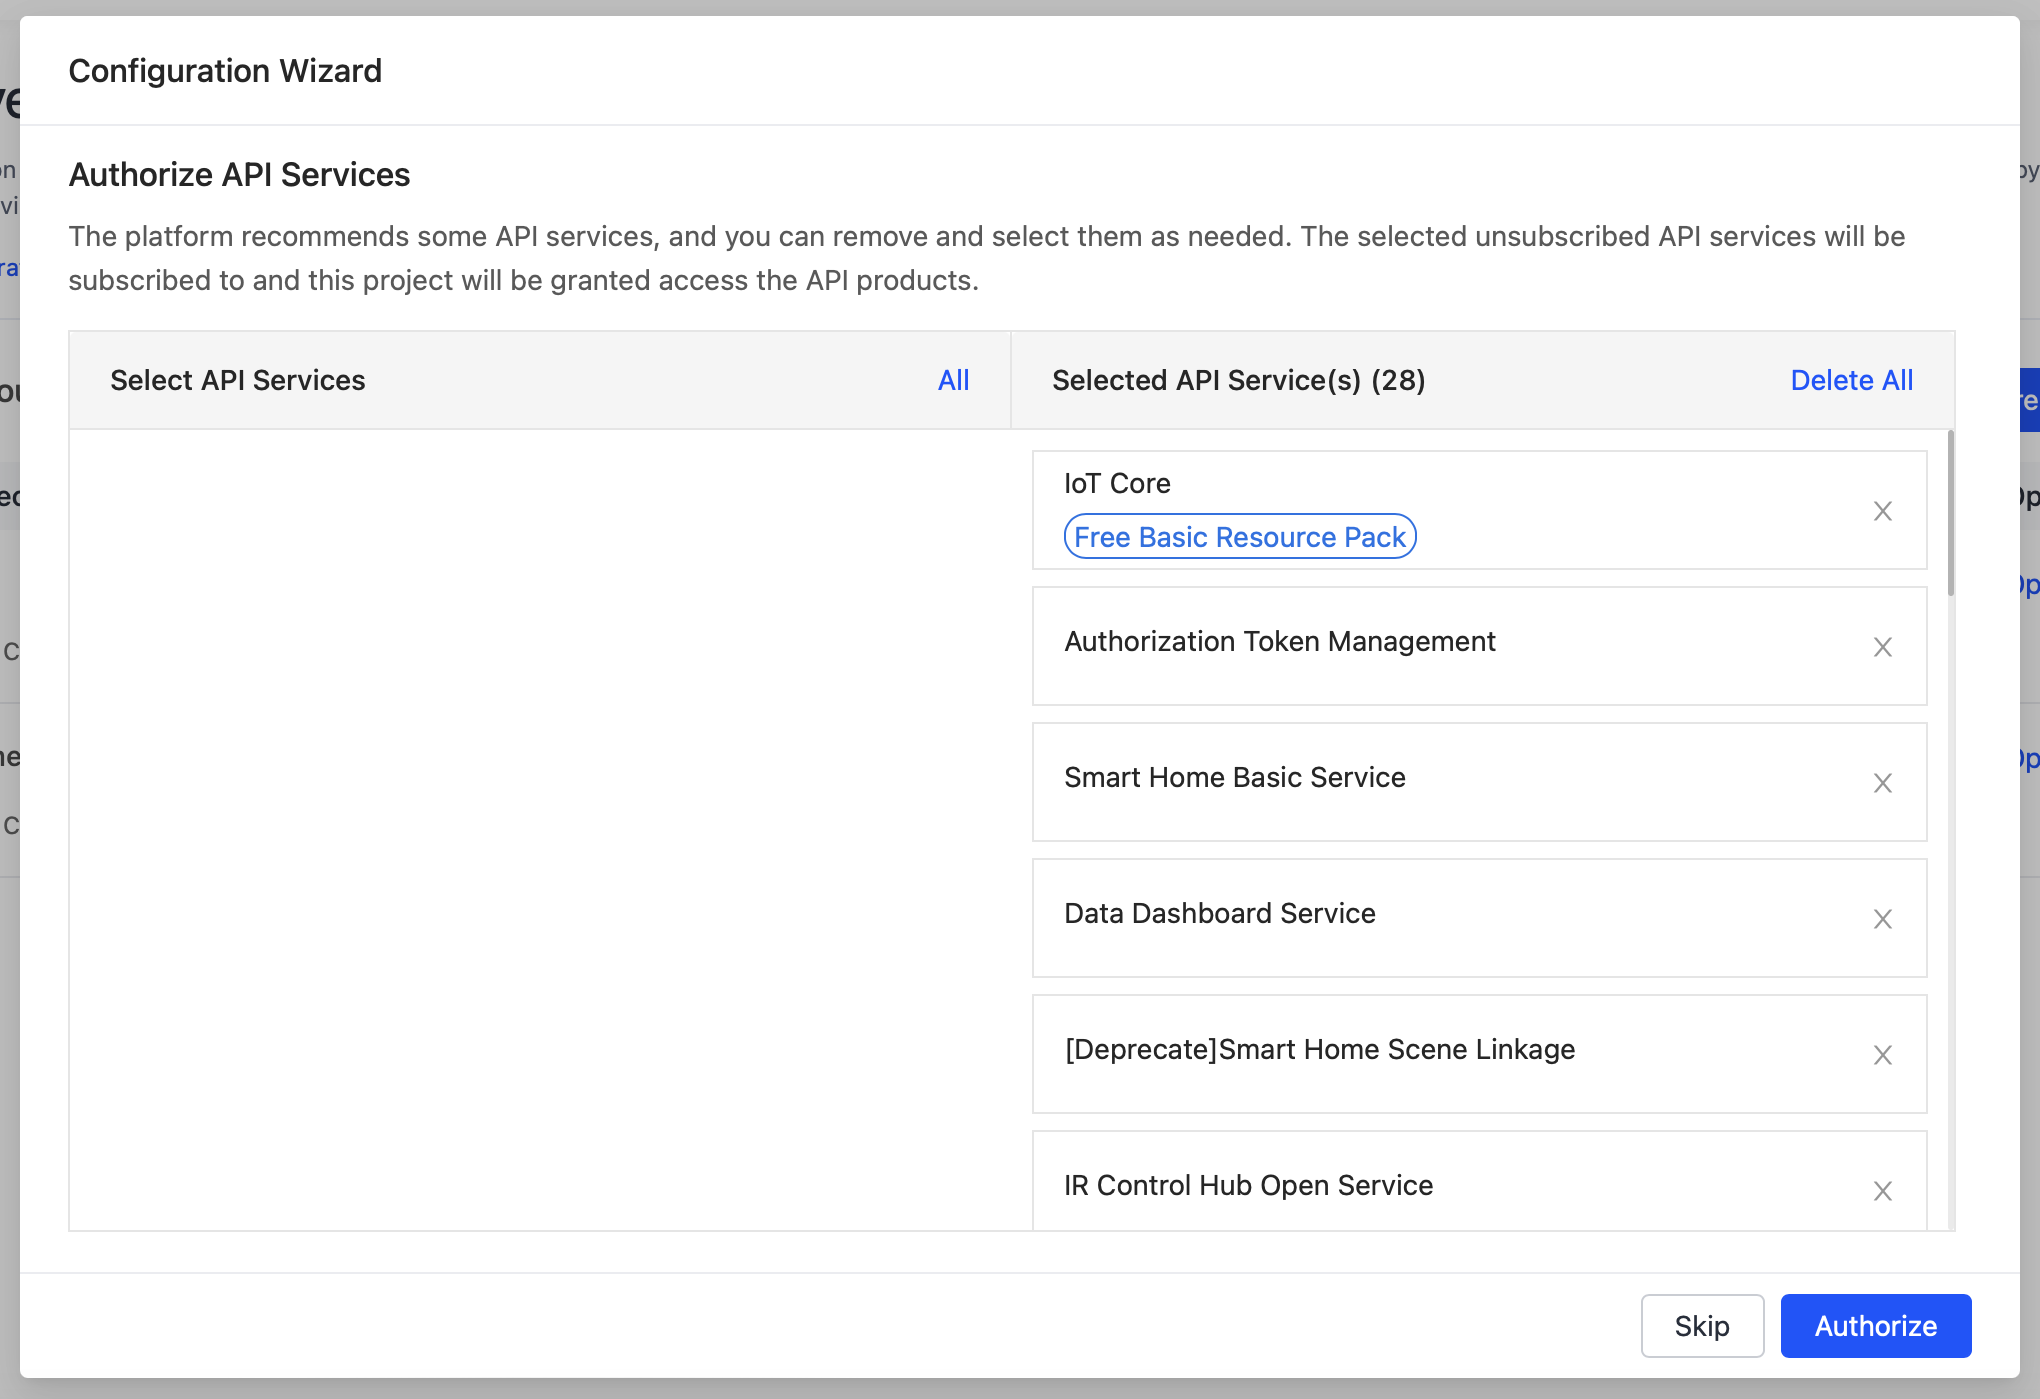 Configuration Wizard
Authorize API Services
The platform recommends some API services, and you can remove and select them as needed. The selected unsubscribed API services will be
subscribed to and this project will be granted access the API products.
Select API Services All
Selected API Service(s) (28) Delete All
IoT Core
Free Basic Resource Pack
Authorization Token Management
Smart Home Basic Service
Data Dashboard Service
[Deprecate]Smart Home Scene Linkage
IR Control Hub Open Service
Skip Authorize